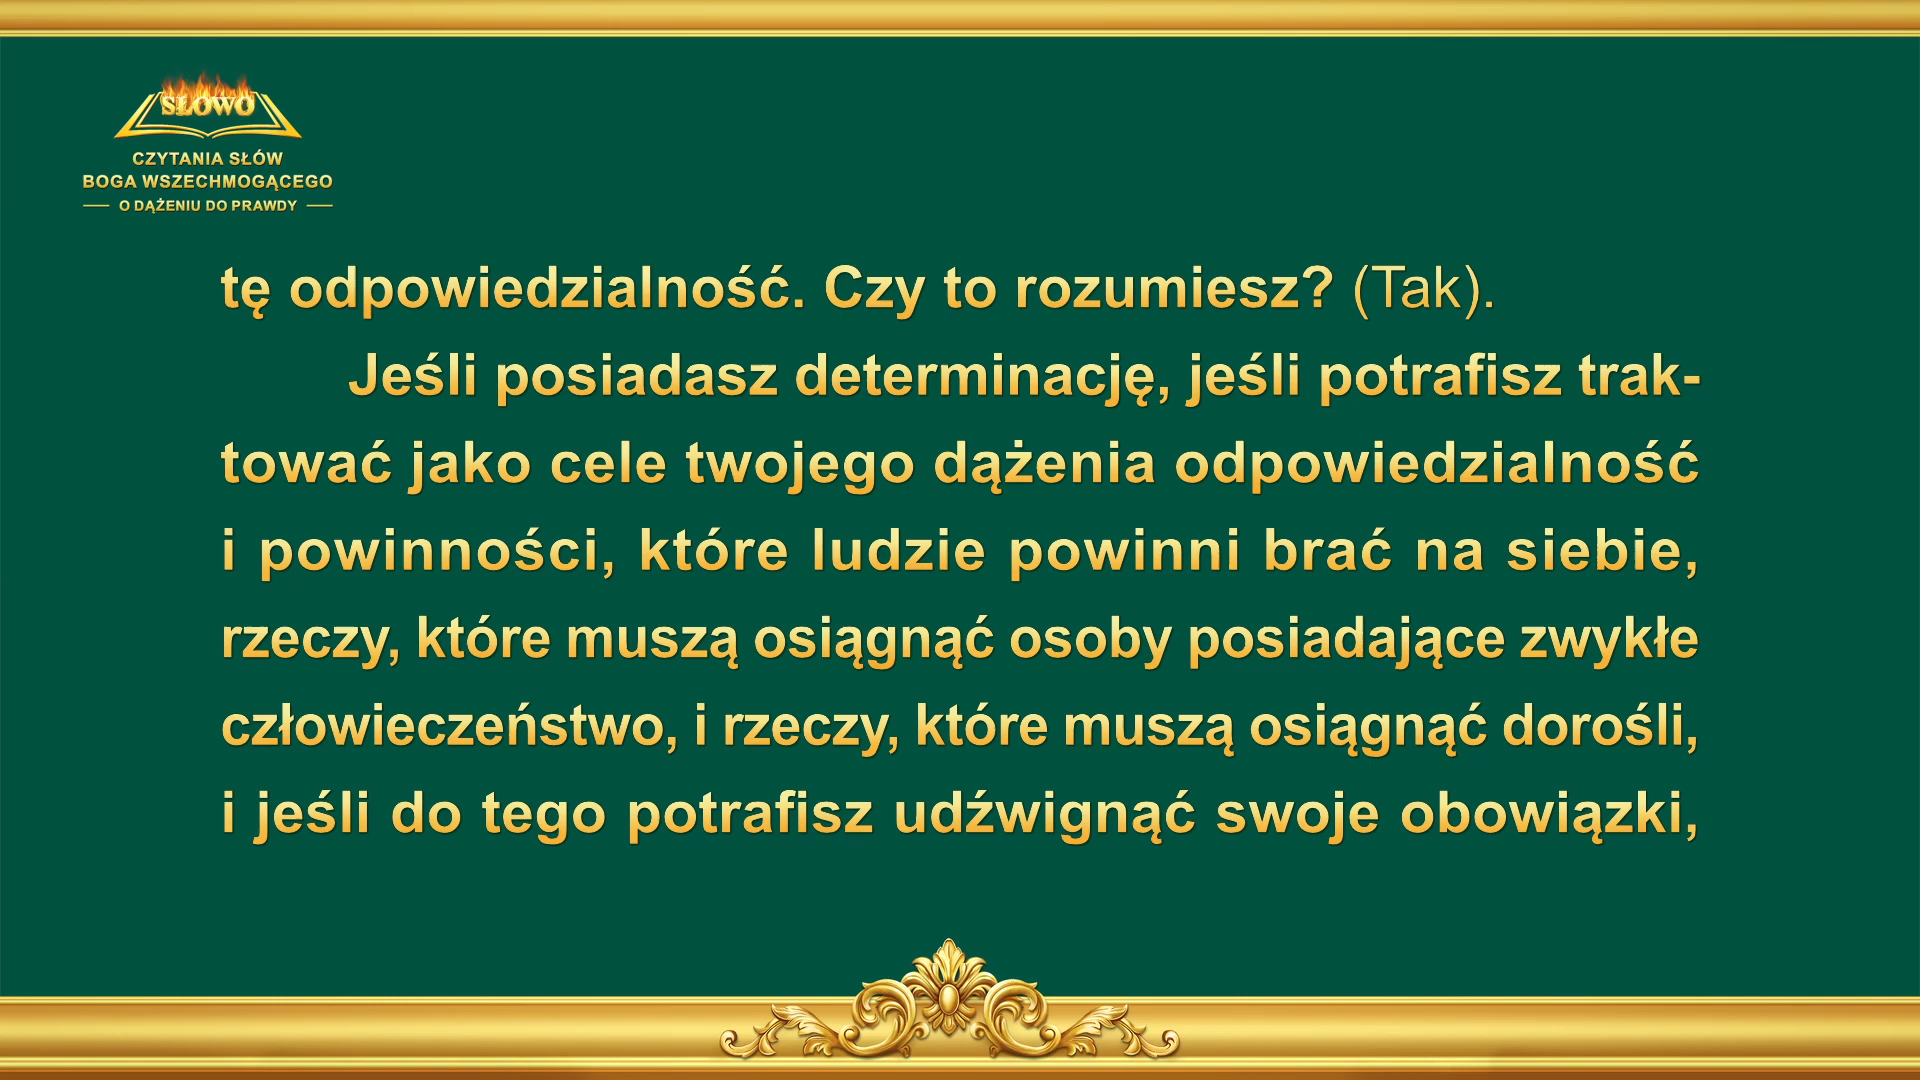 SŁOWO
CZYTANIA SŁÓW
BOGA WSZECHMOGĄCEGO
O DĄŻENIU DO PRAWDY
tę odpowiedzialność. Czy to rozumiesz? (Tak).
Jeśli posiadasz determinację, jeśli potrafisz trak-
tować jako cele twojego dążenia odpowiedzialność
i powinności, które ludzie powinni brać na siebie,
rzeczy, które muszą osiągnąć osoby posiadające zwykłe
człowieczeństwo, i rzeczy, które muszą osiągnąć dorośli,
i jeśli do tego potrafisz udźwignąć swoje obowiązki,